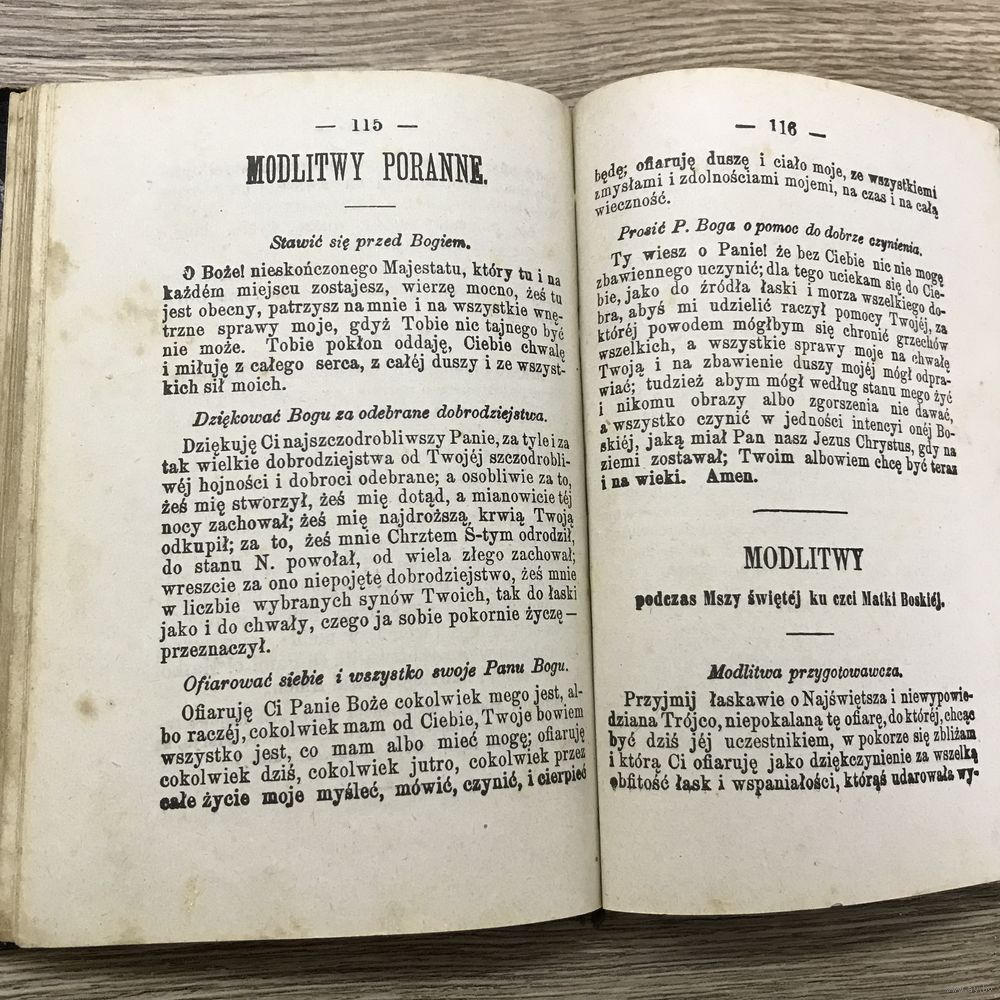 — 115 —
MODLITWY PORANNE.
Stawić się przed Bogiem.
O Boże! nieskończonego Majestatu, który tu i na
każdém miejscu zostajesz, wierzę mocno, żeś tu
jest obecny, patrzysz na mnie i na wszystkie wnę-
trzne sprawy moje, gdyż Tobie nic tajnego być
nie może. Tobie pokłon oddaję, Ciebie chwalę
i miłuję z całego serca, z całéj duszy i ze wszyst-
kich sił moich.
Dziękować Bogu za odebrane dobrodziejstwa.
Dziękuję Ci najszczodrobliwszy Panie, za tyle i za
tak wielkie dobrodziejstwa od Twojéj szczodrobli-
wéj hojności i dobroci odebrane; a osobliwie za to,
żeś mię stworzył, żeś mię dotąd, a mianowicie téj
nocy zachował; żeś mię najdroższą krwią Twoją
odkupił; za to, żeś mnie Chrztem Ś-tym odrodził,
do stanu N. powołał, od wiela złego zachował;
wreszcie za ono niepojęte dobrodziejstwo, żeś mnie
w liczbie wybranych synów Twoich, tak do łaski
jako i do chwały, czego ja sobie pokornie życzę —
przeznaczył.
Ofiarować siebie i wszystko swoje Panu Bogu.
Ofiaruję Ci Panie Boże cokolwiek mego jest, al-
bo raczéj, cokolwiek mam od Ciebie, Twoje bowiem
wszystko jest, co mam albo mieć mogę; ofiaruję
cokolwiek dziś, cokolwiek jutro, cokolwiek przez
całe życie moje myśleć, mówić, czynić, i cierpieć
— 116 —
będę; ofiaruję duszę i ciało moje, ze wszystkiemi
zmysłami i zdolnościami mojemi, na czas i na całą
wieczność.
Prosić P. Boga o pomoc do dobrze czynienia.
Ty wiesz o Panie! że bez Ciebie nic nie mogę
zbawiennego uczynić; dla tego uciekam się do Cie-
bie, jako do źródła łaski i morza wszelkiego do-
bra, abyś mi udzielić raczył pomocy Twojéj, za
któréj powodem mógłbym się chronić grzechów
wszelkich, a wszystkie sprawy moje na chwałę
Twoją i na zbawienie duszy mojéj mógł odpra-
wiać; tudzież abym mógł według stanu mego żyć
i nikomu obrazy albo zgorszenia nie dawać,
a wszystko czynić w jedności intencyi onéj Bo-
skiéj, jaką miał Pan nasz Jezus Chrystus, gdy na
ziemi zostawał; Twoim albowiem chcę być teraz
i na wieki. Amen.
MODLITWY
podczas Mszy świętéj ku czci Matki Boskiéj.
Modlitwa przygotowawcza.
Przyjmij łaskawie o Najświętsza i niewypowie-
dziana Trójco, niepokalaną tę ofiarę, do któréj, chcąc
być dziś jéj uczestnikiem, w pokorze się zbliżam
i którą Ci ofiaruję jako dziękczynienie za wszelką
obfitość łask i wspaniałości, którąś udarowała wy-